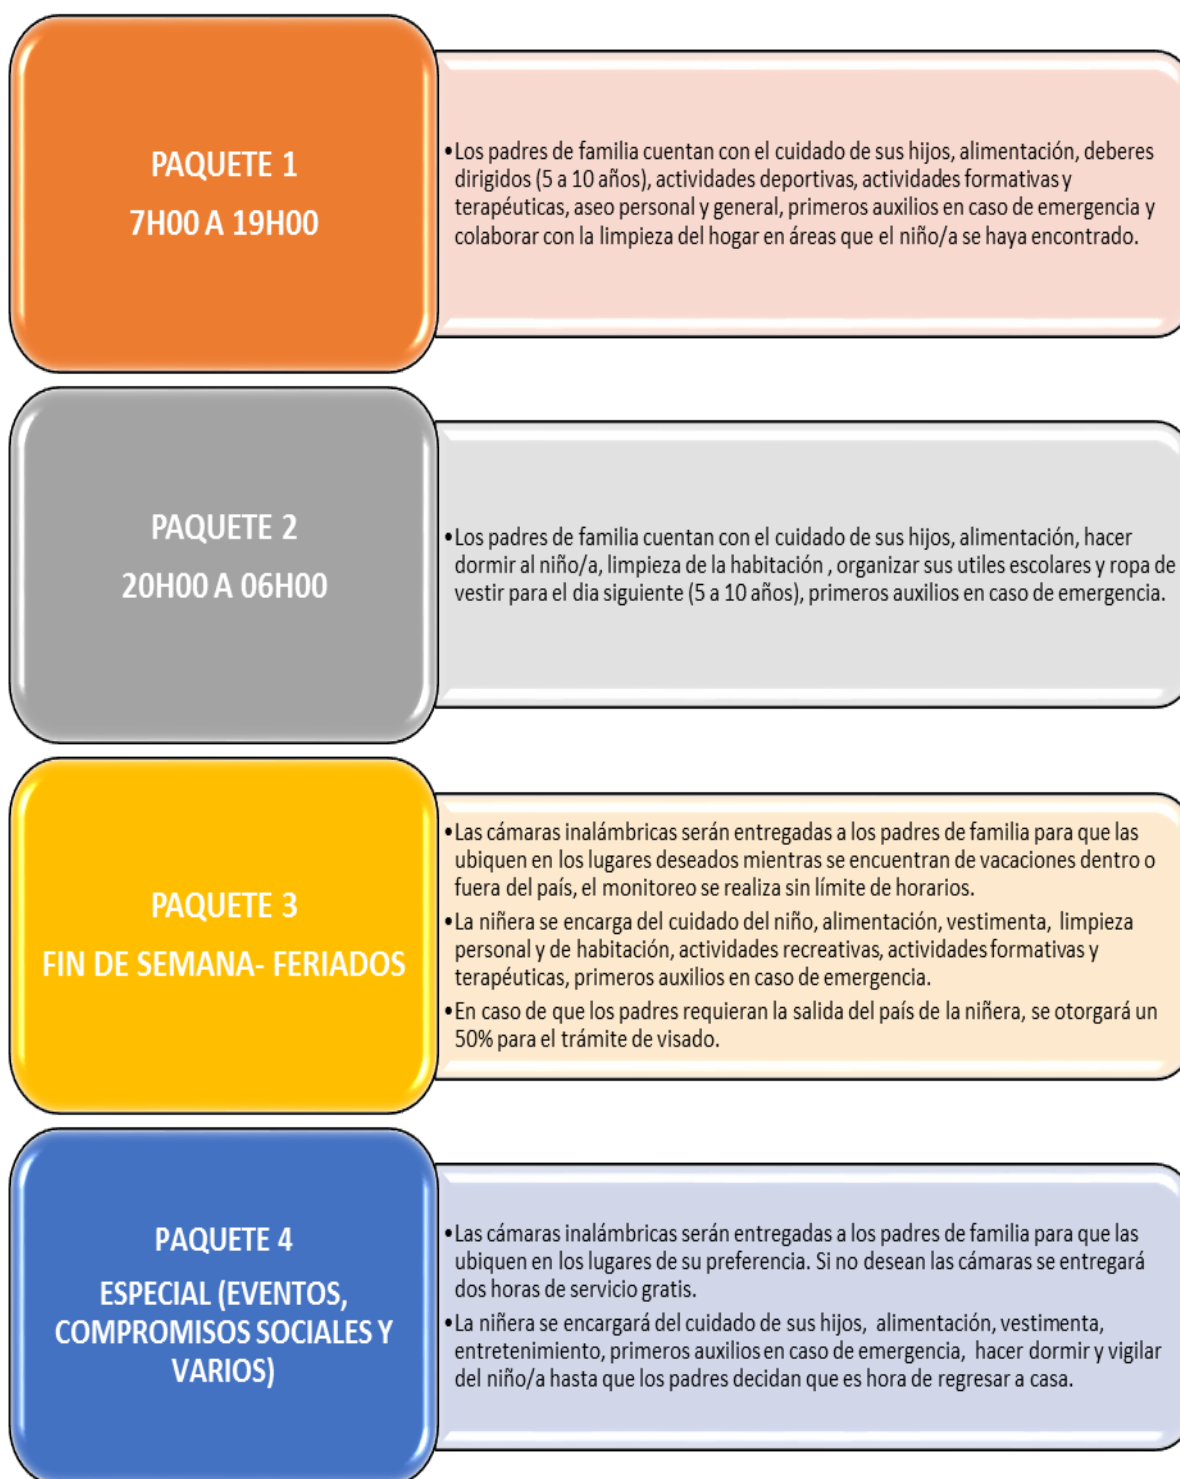 PAQUETE 1
7H00 A 19H00
•Los padres de familia cuentan con el cuidado de sus hijos, alimentación, deberes
dirigidos (5 a 10 años), actividades deportivas, actividades formativas y
terapéuticas, aseo personal y general, primeros auxilios en caso de emergencia y
colaborar con la limpieza del hogar en áreas que el niño/a se haya encontrado.
PAQUETE 2
20H00 A 06H00
•Los padres de familia cuentan con el cuidado de sus hijos, alimentación, hacer
dormir al niño/a, limpieza de la habitación , organizar sus utiles escolares y ropa de
vestir para el dia siguiente (5 a 10 años), primeros auxilios en caso de emergencia.
PAQUETE 3
FIN DE SEMANA- FERIADOS
•Las cámaras inalámbricas serán entregadas a los padres de familia para que las
ubiquen en los lugares deseados mientras se encuentran de vacaciones dentro o
fuera del país, el monitoreo se realiza sin límite de horarios.
•La niñera se encarga del cuidado del niño, alimentación, vestimenta, limpieza
personal y de habitación, actividades recreativas, actividades formativas y
terapéuticas, primeros auxilios en caso de emergencia.
•En caso de que los padres requieran la salida del país de la niñera, se otorgará un
50% para el trámite de visado.
PAQUETE 4
ESPECIAL (EVENTOS,
COMPROMISOS SOCIALES Y
VARIOS)
•Las cámaras inalámbricas serán entregadas a los padres de familia para que las
ubiquen en los lugares de su preferencia. Si no desean las cámaras se entregará
dos horas de servicio gratis.
•La niñera se encargará del cuidado de sus hijos, alimentación, vestimenta,
entretenimiento, primeros auxilios en caso de emergencia, hacer dormir y vigilar
del niño/a hasta que los padres decidan que es hora de regresar a casa.